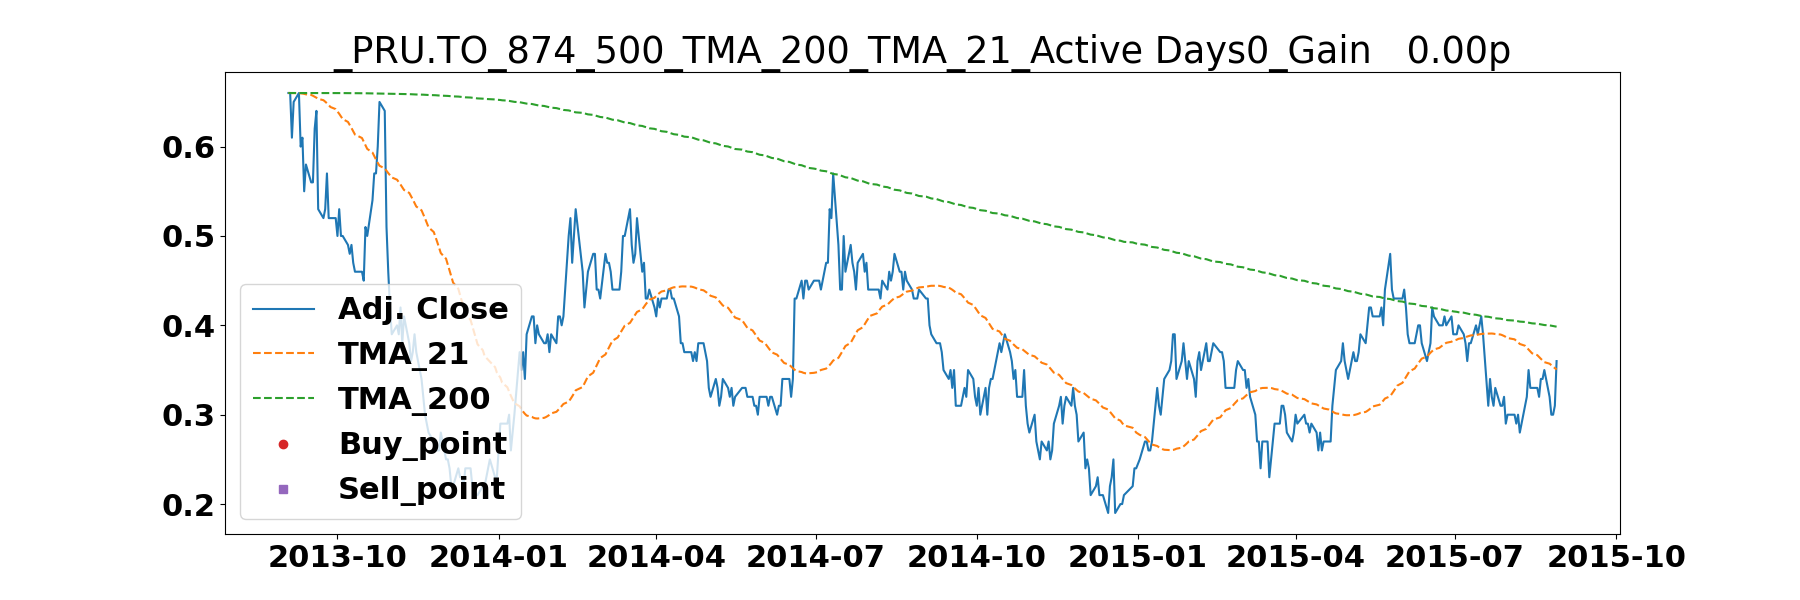 _PRU.TO_874_500_TMA_200_TMA_21_Active Days0_Gain   0.00p
0.6
0.5
0.4
0.3
0.2
Adj. Close
TMA_21
TMA_200
Buy_point
Sell_point
2013-10 2014-01 2014-04 2014-07 2014-10 2015-01 2015-04 2015-07 2015-10